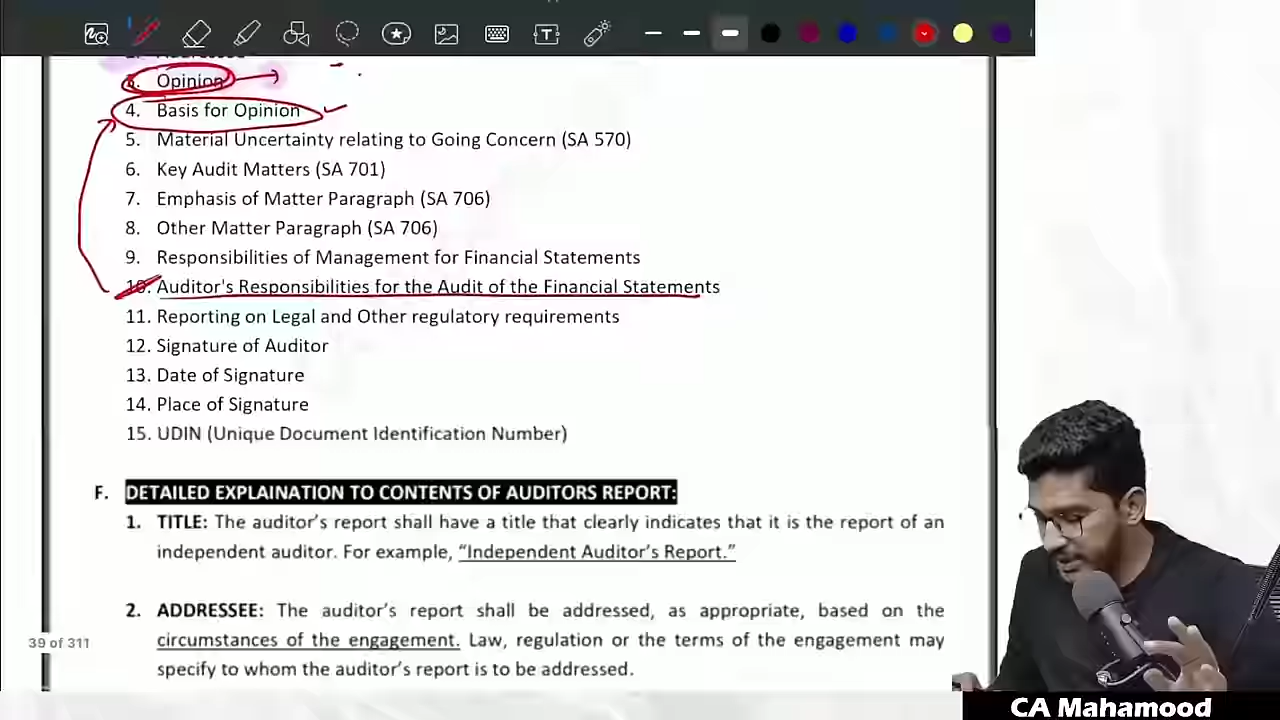 3. Opinion
4. Basis for Opinion
5. Material Uncertainty relating to Going Concern (SA 570)
6. Key Audit Matters (SA 701)
7. Emphasis of Matter Paragraph (SA 706)
8. Other Matter Paragraph (SA 706)
9. Responsibilities of Management for Financial Statements
10. Auditor's Responsibilities for the Audit of the Financial Statements
11. Reporting on Legal and Other regulatory requirements
12. Signature of Auditor
13. Date of Signature
14. Place of Signature
15. UDIN (Unique Document Identification Number)
F. DETAILED EXPLAINATION TO CONTENTS OF AUDITORS REPORT:
1. TITLE: The auditor's report shall have a title that clearly indicates that it is the report of an
independent auditor. For example, “Independent Auditor's Report.”
2. ADDRESSEE: The auditor's report shall be addressed, as appropriate, based on the
circumstances of the engagement. Law, regulation or the terms of the engagement may
39 of 311
specify to whom the auditor's report is to be addressed.
CA Mahamood